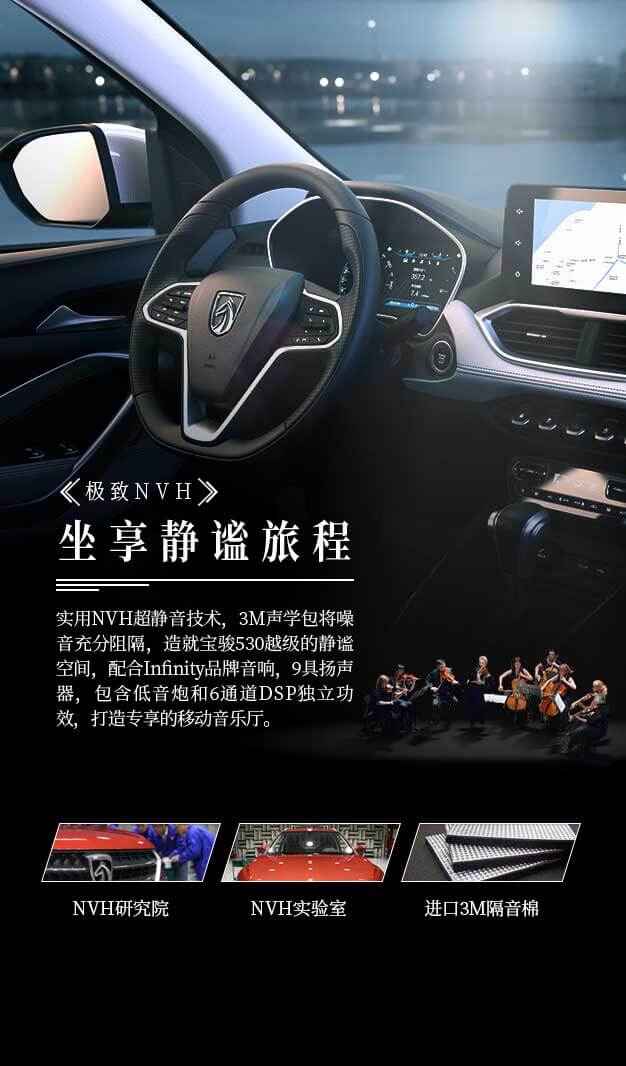 极致NVH
坐享静谧旅程
实用NVH超静音技术，3M声学包将噪
音充分阻隔，造就宝骏530越级的静谧
空间，配合Infinity品牌音响，9具扬声
器，包含低音炮和6通道DSP独立功
效，打造专享的移动音乐厅。
NVH研究院
NVH实验室
进口3M隔音棉